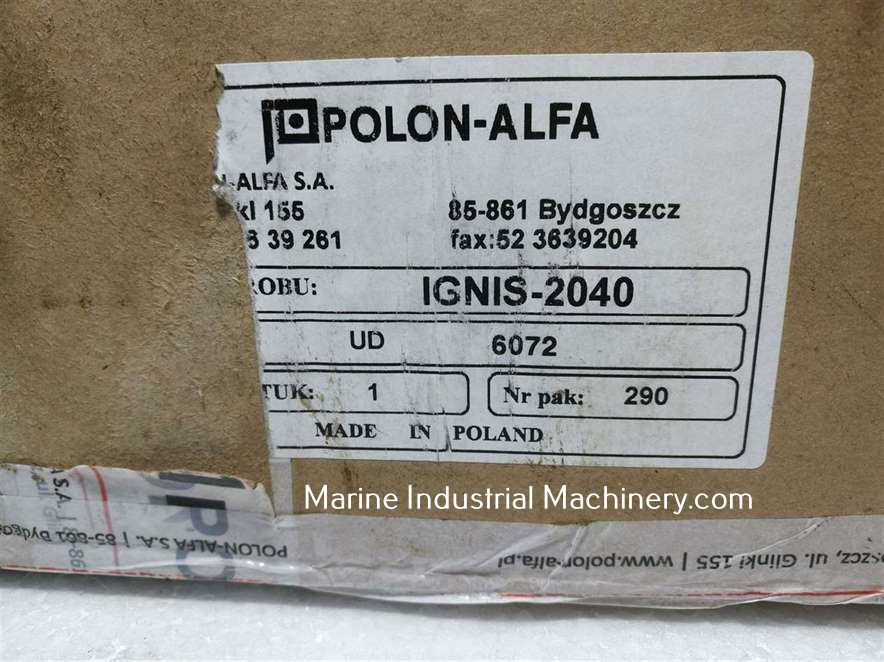 POLON-ALFA
-ALFA S.A.
kl 155 85-861 Bydgoszcz
6 39 261 fax:52 3639204
OBU: IGNIS-2040
UD 6072
TUK: 1 Nr pak: 290
MADE IN POLAND
Marine Industrial Machinery.com
POLON-ALFA S.A. | 85-861 Bydgo
zcz, ul. Glinki 155 | www.polon-alfa.pl